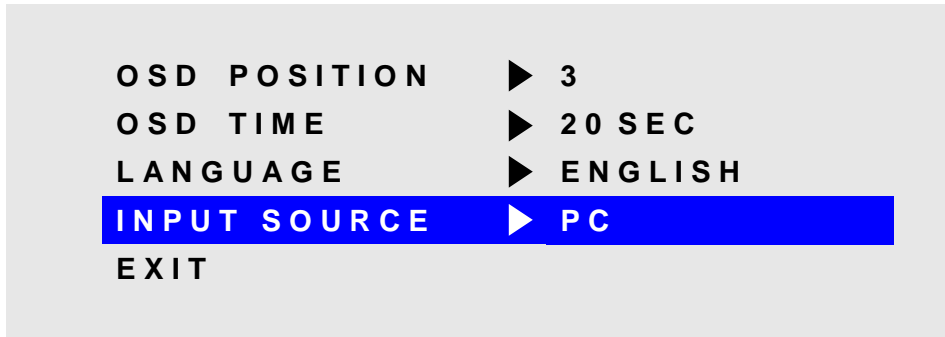 OSD POSITION ▶ 3
OSD TIME ▶ 20 SEC
LANGUAGE ▶ ENGLISH
INPUT SOURCE ▶ PC
EXIT